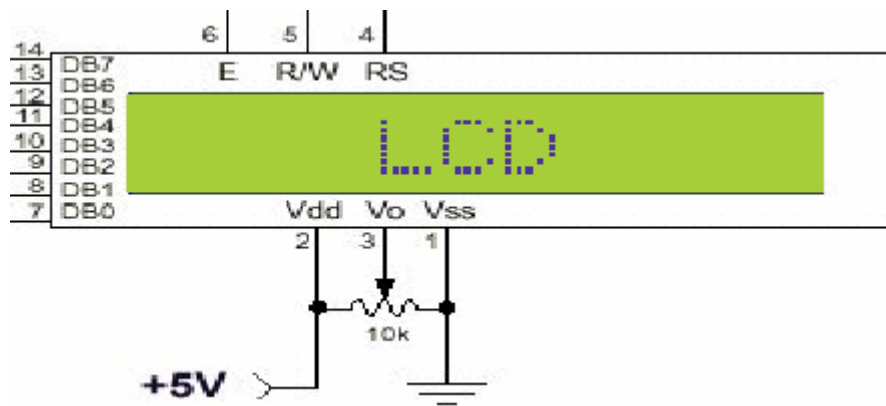 6 5 4
14 DB7 E R/W RS
13 DB6
12 DB5
11 DB4
10 DB3
9 DB2
8 DB1
7 DB0
LCD
Vdd Vo Vss
2 3 1
10k
+5V